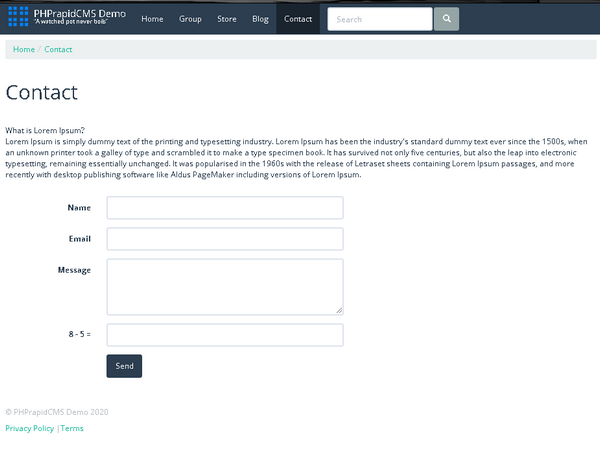 PHPrapidCMS Demo
"A watched pot never boils"
Home Group Store Blog Contact Search
Home / Contact
Contact
What is Lorem Ipsum?
Lorem Ipsum is simply dummy text of the printing and typesetting industry. Lorem Ipsum has been the industry's standard dummy text ever since the 1500s, when
an unknown printer took a galley of type and scrambled it to make a type specimen book. It has survived not only five centuries, but also the leap into electronic
typesetting, remaining essentially unchanged. It was popularised in the 1960s with the release of Letraset sheets containing Lorem Ipsum passages, and more
recently with desktop publishing software like Aldus PageMaker including versions of Lorem Ipsum.
Name
Email
Message
8 - 5 =
Send
© PHPrapidCMS Demo 2020
Privacy Policy |Terms